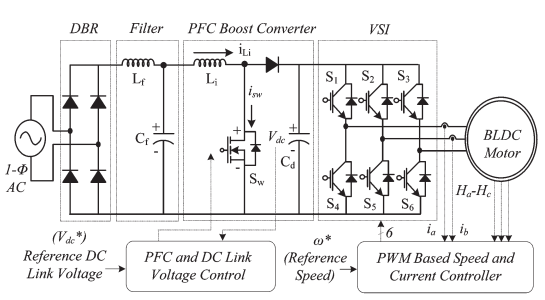 DBR
Filter
PFC Boost Converter
VSI
iLi
Lf
Li
S1
S2
S3
isw
+
Cf
-
+
-
Sw
Vdc
+
Cd
-
1-Φ
AC
BLDC
Motor
S4
S5
S6
Ha-Hc
ia
ib
6
(Vdc*)
Reference DC
Link Voltage
PFC and DC Link
Voltage Control
ω*
(Reference
Speed)
PWM Based Speed and
Current Controller